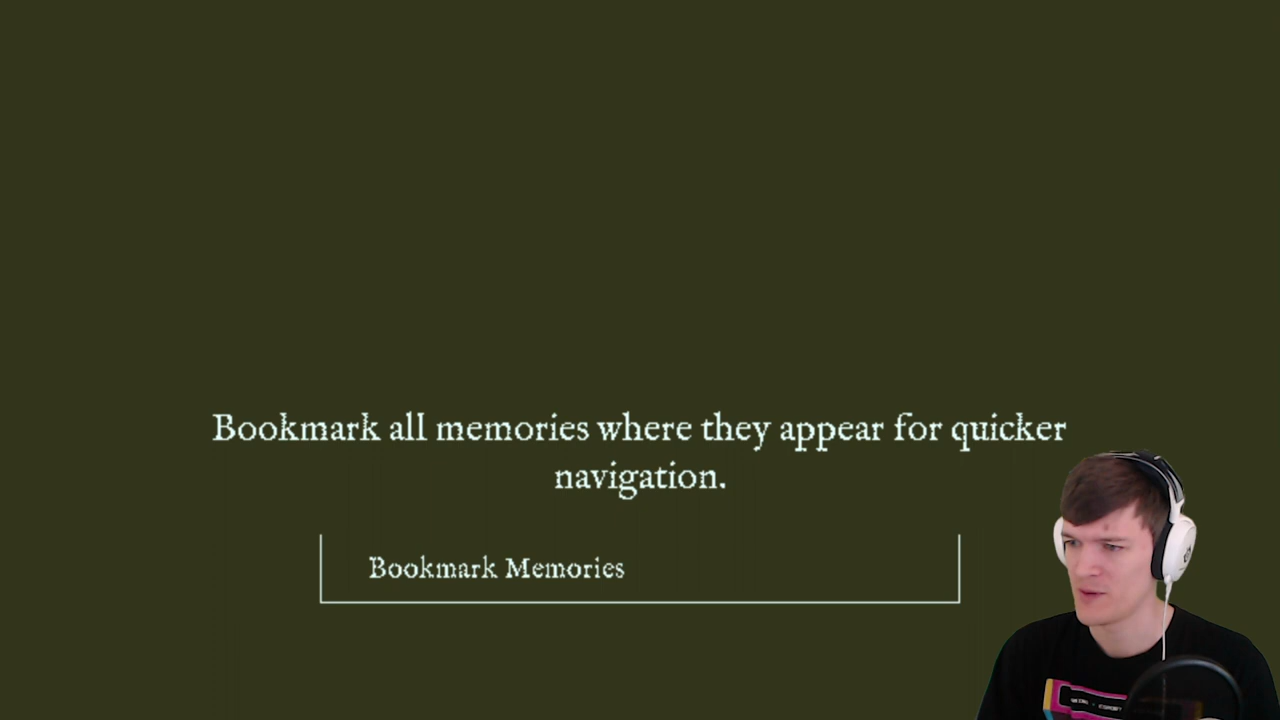 Bookmark all memories where they appear for quicker
navigation.
Bookmark Memories